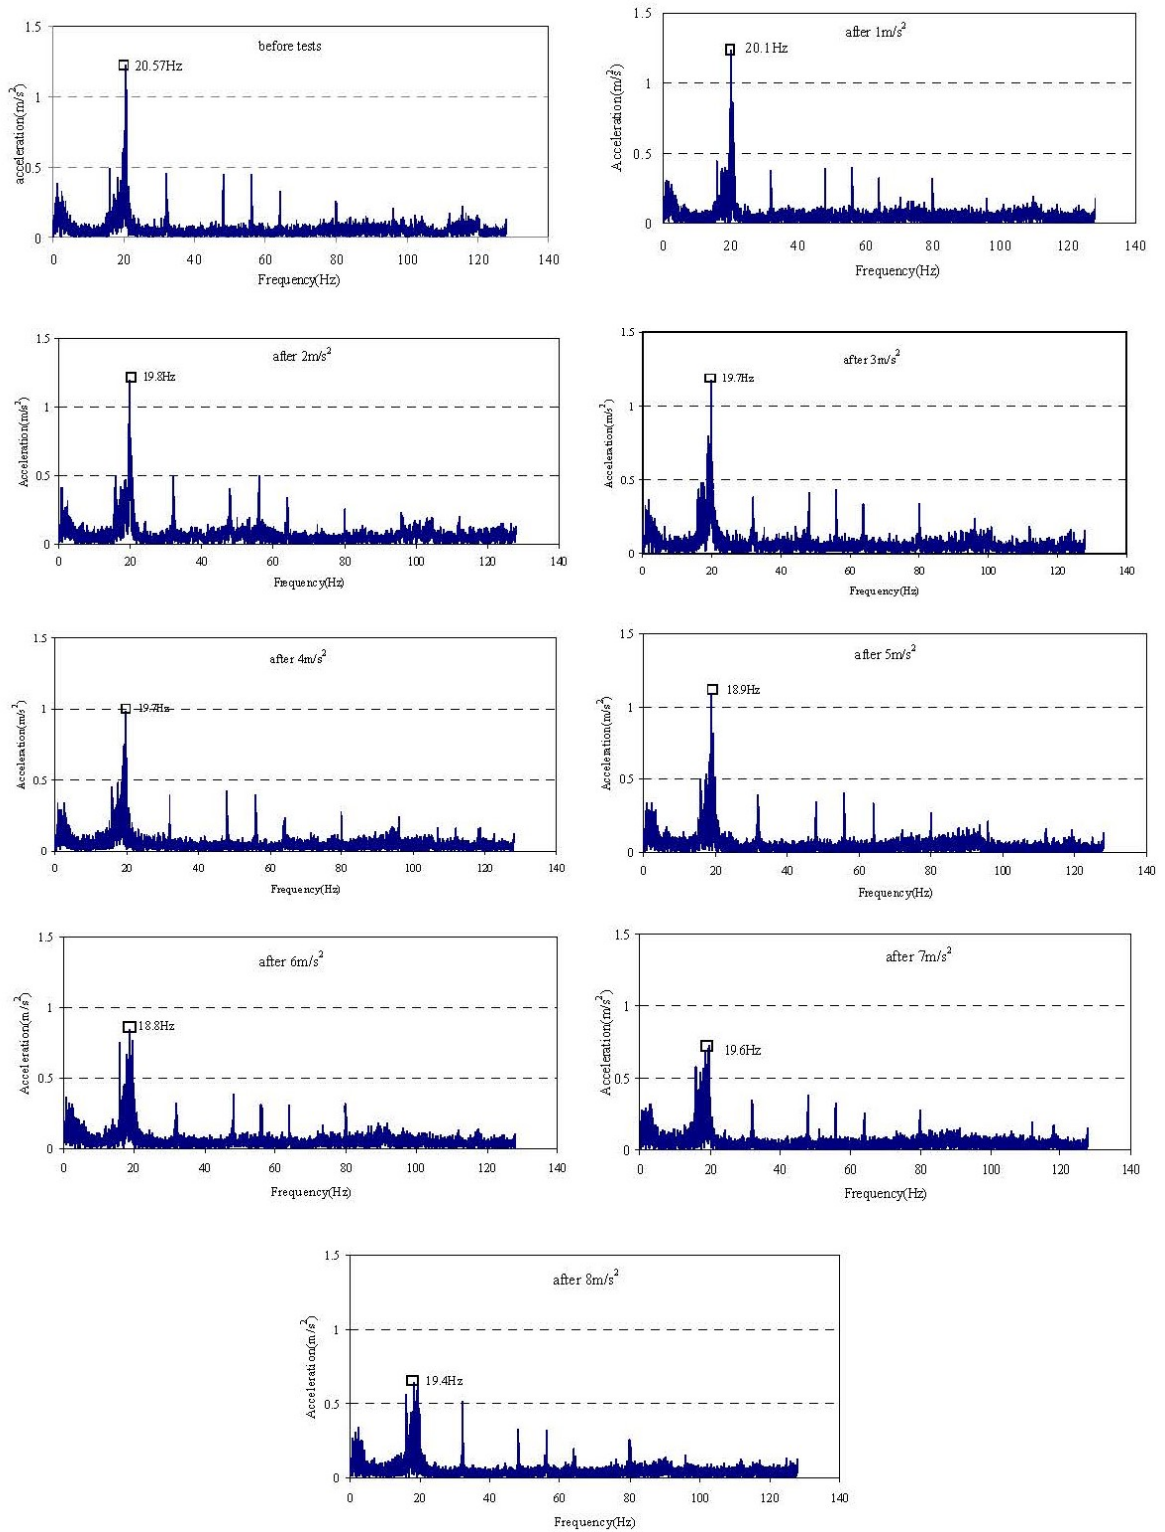 1.5
before tests
20.57Hz
1
0.5
0
acceleration(m/s²)
0 20 40 60 80 100 120 140
Frequency(Hz)
1.5
after 1m/s²
20.1Hz
1
0.5
0
Acceleration(m/s²)
0 20 40 60 80 100 120 140
Frequency(Hz)
1.5
after 2m/s²
19.8Hz
1
0.5
0
Acceleration(m/s²)
0 20 40 60 80 100 120 140
Frequency(Hz)
1.5
after 3m/s²
19.7Hz
1
0.5
0
Acceleration(m/s²)
0 20 40 60 80 100 120 140
Frequency(Hz)
1.5
after 4m/s²
19.7Hz
1
0.5
0
Acceleration(m/s²)
0 20 40 60 80 100 120 140
Frequency(Hz)
1.5
after 5m/s²
18.9Hz
1
0.5
0
Acceleration(m/s²)
0 20 40 60 80 100 120 140
Frequency(Hz)
1.5
after 6m/s²
18.8Hz
1
0.5
0
Acceleration(m/s²)
0 20 40 60 80 100 120 140
Frequency(Hz)
1.5
after 7m/s²
19.6Hz
1
0.5
0
Acceleration(m/s²)
0 20 40 60 80 100 120 140
Frequency(Hz)
1.5
after 8m/s²
19.4Hz
1
0.5
0
Acceleration(m/s²)
0 20 40 60 80 100 120 140
Frequency(Hz)